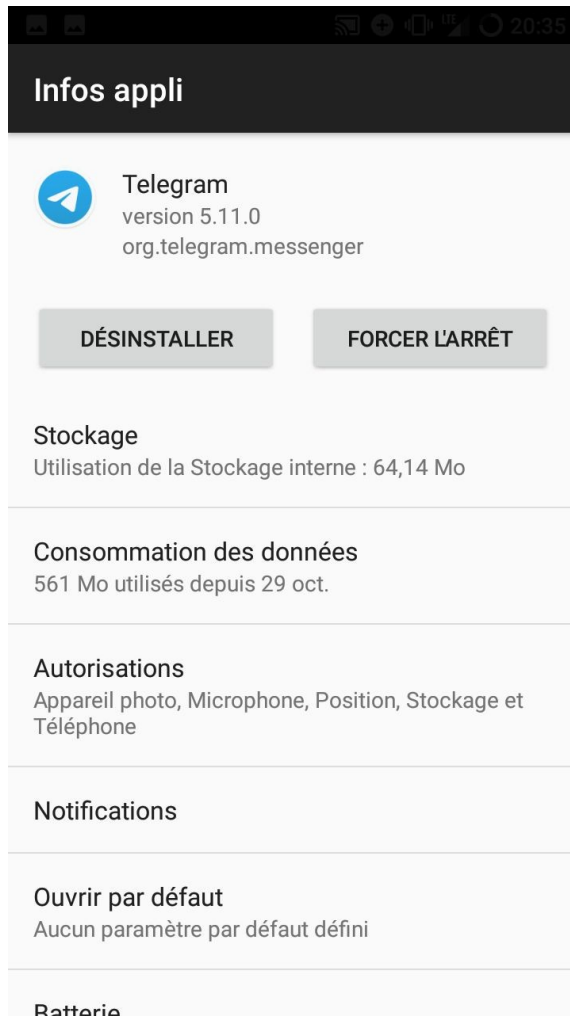 LTE 20:35
Infos appli
Telegram
version 5.11.0
org.telegram.messenger
DÉSINSTALLER
FORCER L'ARRÊT
Stockage
Utilisation de la Stockage interne : 64,14 Mo
Consommation des données
561 Mo utilisés depuis 29 oct.
Autorisations
Appareil photo, Microphone, Position, Stockage et
Téléphone
Notifications
Ouvrir par défaut
Aucun paramètre par défaut défini
Batterie